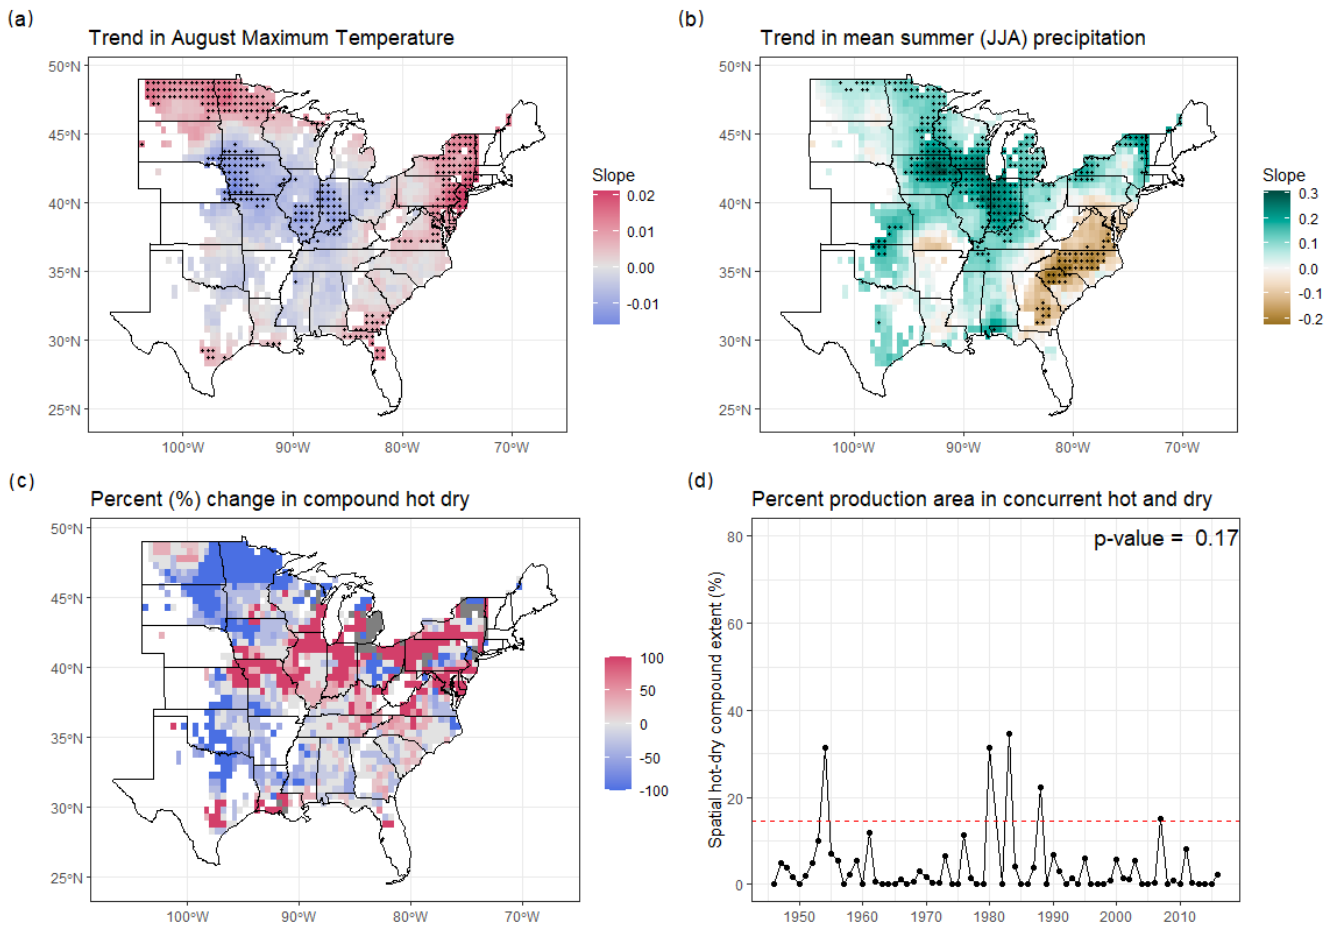 (a)
Trend in August Maximum Temperature
50°N
45°N
40°N
35°N
30°N
25°N
100°W
90°W
80°W
70°W
Slope
0.02
0.01
0.00
-0.01
(b)
Trend in mean summer (JJA) precipitation
50°N
45°N
40°N
35°N
30°N
25°N
100°W
90°W
80°W
70°W
Slope
0.3
0.2
0.1
0.0
-0.1
-0.2
(c)
Percent (%) change in compound hot dry
50°N
45°N
40°N
35°N
30°N
25°N
100°W
90°W
80°W
70°W
100
50
0
-50
-100
(d)
Percent production area in concurrent hot and dry
p-value = 0.17
Spatial hot-dry compound extent (%)
80
60
40
20
0
1950
1960
1970
1980
1990
2000
2010